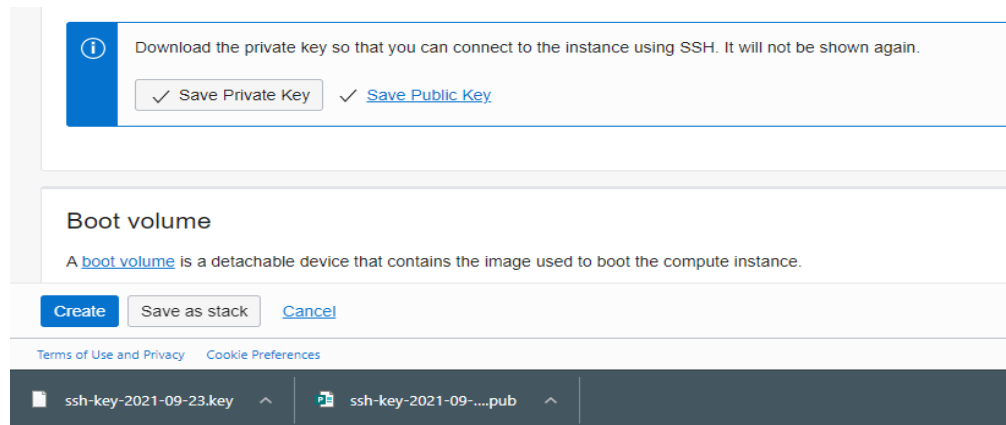 Download the private key so that you can connect to the instance using SSH. It will not be shown again.
Save Private Key Save Public Key
Boot volume
A boot volume is a detachable device that contains the image used to boot the compute instance.
Create Save as stack Cancel
Terms of Use and Privacy Cookie Preferences
ssh-key-2021-09-23.key ssh-key-2021-09-....pub